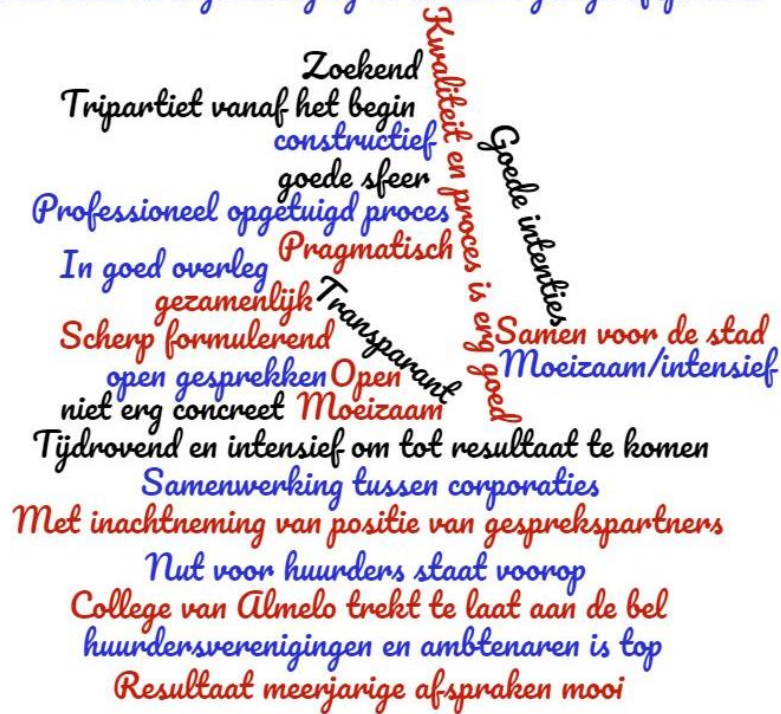 Zoekend
Tripartiet vanaf het begin
constructief
goede sfeer
Professioneel opgetuigd proces
Kwaliteit en proces is erg goed
Goede intenties
Pragmatisch
In goed overleg
gezamenlijk
Transparant
Scherp formulerend
Samen voor de stad
open gesprekken
Open
Moeizaam/intensief
niet erg concreet
Moeizaam
Tijdrovend en intensief om tot resultaat te komen
Samenwerking tussen corporaties
Met inachtneming van positie van gesprekspartners
Nut voor huurders staat voorop
College van Almelo trekt te laat aan de bel
huurdersverenigingen en ambtenaren is top
Resultaat meerjarige afspraken mooi